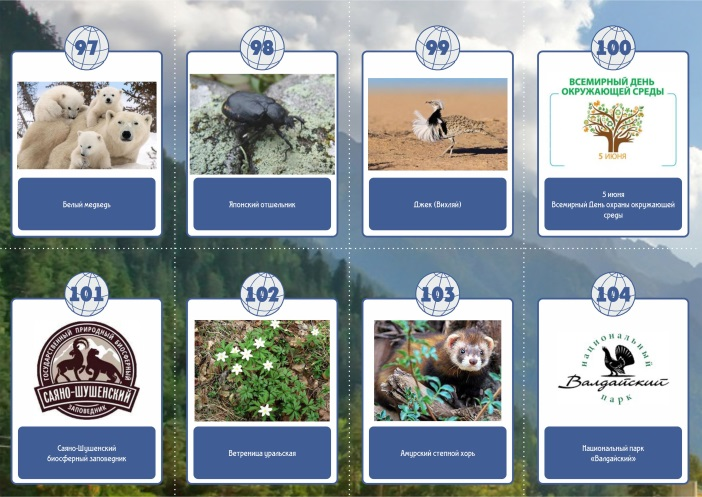 97
98
99
100
ВСЕМИРНЫЙ ДЕНЬ
ОКРУЖАЮЩЕЙ СРЕДЫ
5 ИЮНЯ
Белый медведь
Японский отшельник
Джек (Вихляй)
5 июня
Всемирный День охраны окружающей
среды
101
102
103
104
ГОСУДАРСТВЕННЫЙ ПРИРОДНЫЙ БИОСФЕРНЫЙ
САЯНО-ШУШЕНСКИЙ
ЗАПОВЕДНИК
национальный
Валдайский
парк
Саяно-Шушенский
биосферный заповедник
Ветреница уральская
Амурский степной хорь
Национальный парк
«Валдайский»